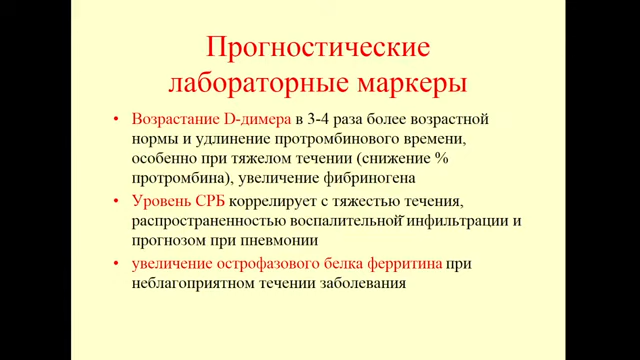 Прогностические
лабораторные маркеры
• Возрастание D-димера в 3-4 раза более возрастной
нормы и удлинение протромбинового времени,
особенно при тяжелом течении (снижение %
протромбина), увеличение фибриногена
• Уровень СРБ коррелирует с тяжестью течения,
распространенностью воспалительной инфильтрации и
прогнозом при пневмонии
• увеличение острофазового белка ферритина при
неблагоприятном течении заболевания